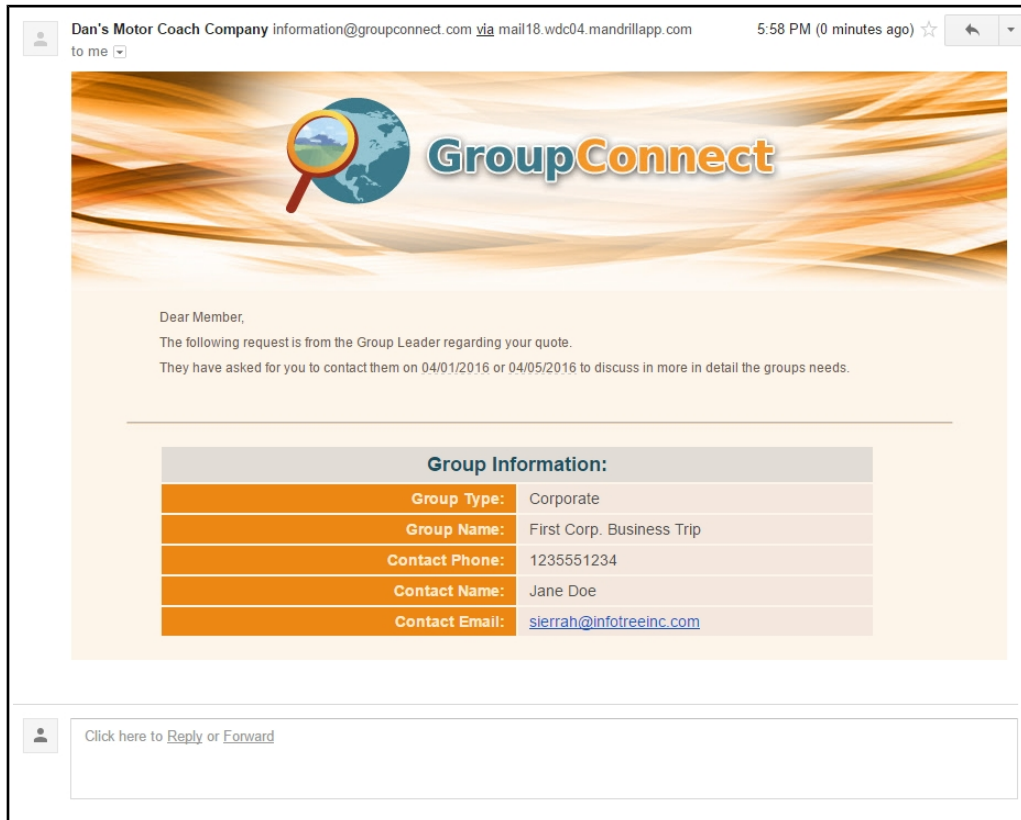 Dan's Motor Coach Company information@groupconnect.com via mail18.wdc04.mandrillapp.com 5:58 PM (0 minutes ago)
to me
GroupConnect
Dear Member,
The following request is from the Group Leader regarding your quote.
They have asked for you to contact them on 04/01/2016 or 04/05/2016 to discuss in more in detail the groups needs.
Group Information:
Group Type: Corporate
Group Name: First Corp. Business Trip
Contact Phone: 1235551234
Contact Name: Jane Doe
Contact Email: sierrah@infotreeinc.com
Click here to Reply or Forward